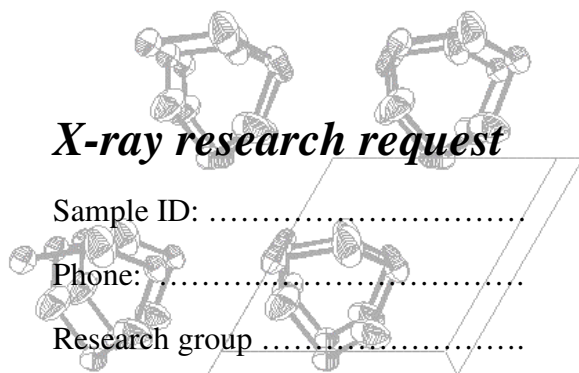 X-ray research request
Sample ID: ……………………………
Phone: ………………………………
Research group ………………………